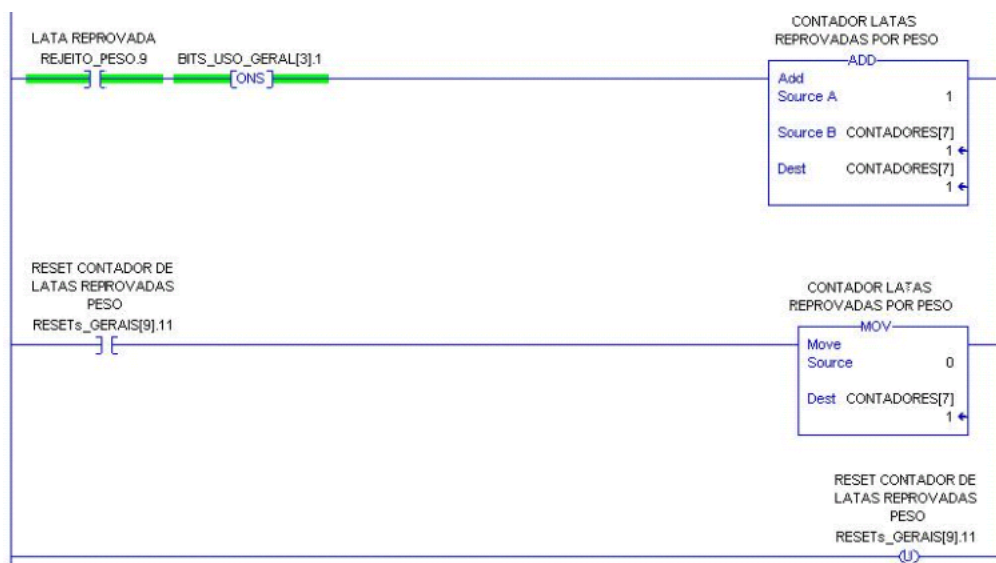 CONTADOR LATAS
REPROVADAS POR PESO
LATA REPROVADA
REJEITO_PESO.9 BITS_USO_GERAL[3].1
ONS
ADD
Add
Source A 1
Source B CONTADORES[7]
1
Dest CONTADORES[7]
1
RESET CONTADOR DE
LATAS REPROVADAS
PESO
RESETs_GERAIS[9].11
CONTADOR LATAS
REPROVADAS POR PESO
MOV
Move
Source 0
Dest CONTADORES[7]
1
RESET CONTADOR DE
LATAS REPROVADAS
PESO
RESETs_GERAIS[9].11
U